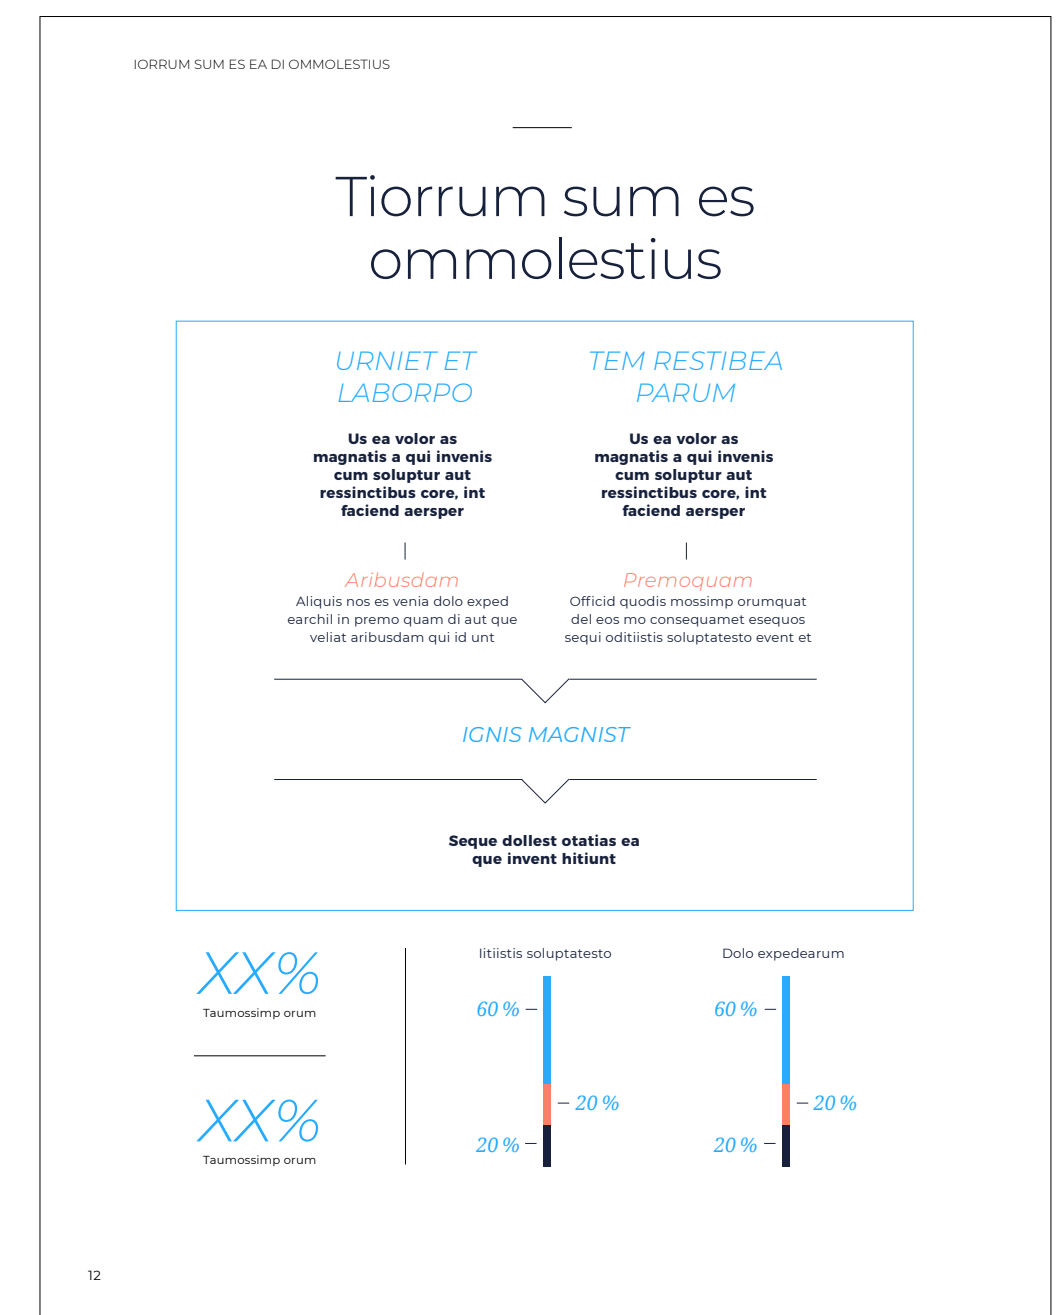 IORRUM SUM ES EA DI OMMOLESTIUS
Tiorrum sum es
ommolestius
URNIET ET
LABORPO
Us ea volor as
magnatis a qui invenis
cum soluptur aut
ressinctibus core, int
faciend aersper
Aribusdam
Aliquis nos es venia dolo exped
earchil in premo quam di aut que
veliat aribusdam qui id unt
TEM RESTIBEA
PARUM
Us ea volor as
magnatis a qui invenis
cum soluptur aut
ressinctibus core, int
faciend aersper
Premoquam
Officid quodis mossimp orumquat
del eos mo consequamet esequos
sequi oditiistis soluptatesto event et
IGNIS MAGNIST
Seque dollest otatias ea
que invent hitiunt
XX%
Taumossimp orum
XX%
Taumossimp orum
Iitiistis soluptatesto
60 %
20 %
20 %
Dolo expedearum
60 %
20 %
20 %
12